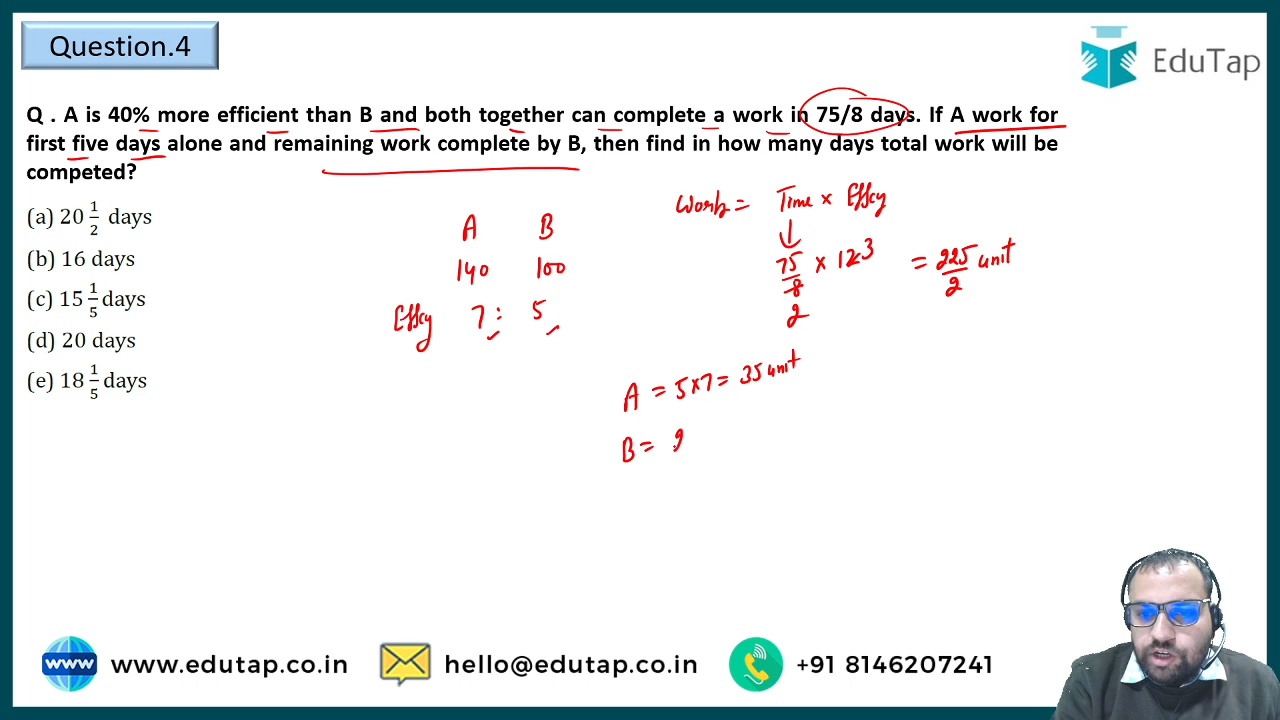 Question.4
EduTap
Q . A is 40% more efficient than B and both together can complete a work in 75/8 days. If A work for
first five days alone and remaining work complete by B, then find in how many days total work will be
competed?
(a) 20 1/2 days
(b) 16 days
(c) 15 1/5 days
(d) 20 days
(e) 18 1/5 days
A B
140 100
Effcy 7 : 5
Work = Time × Effcy
75/8 × 12 3 = 225/2 unit
2
A = 5×7 = 35 unit
B =
www
www.edutap.co.in
hello@edutap.co.in
+91 8146207241